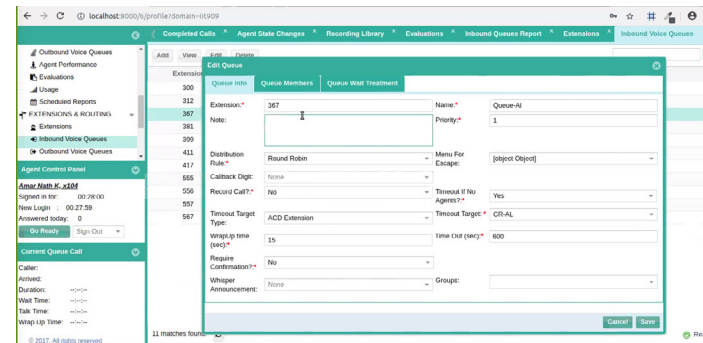 localhost:8000/6/profile?domain=iit909
Completed Calls
Agent State Changes
Recording Library
Evaluations
Inbound Queues Report
Extensions
Inbound Voice Queues
Outbound Voice Queues
Agent Performance
Evaluations
Usage
Scheduled Reports
EXTENSIONS & ROUTING
Extensions
Inbound Voice Queues
Outbound Voice Queues
Agent Control Panel
Amar Nath K, x104
Signed in for: 00:28:00
New Login : 00:27:59
Answered today: 0
Go Ready Sign Out
Current Queue Call
Caller:
Arrived:
Duration: --:--:--
Wait Time: --:--:--
Talk Time: --:--:--
Wrap Up Time: --:--:--
© 2017. All rights reserved
Add View Edit Delete
Extension
300
312
367
381
399
411
417
555
556
557
567
11 matches found.
Edit Queue
Queue Info Queue Members Queue Wait Treatment
Extension:* 367 Name:* Queue-Al
Note: Priority:* 1
Distribution Rule:* Round Robin Menu For Escape: [object Object]
Callback Digit: None
Record Call?:* No Timeout If No Agents?:* Yes
Timeout Target Type: ACD Extension Timeout Target: * CR-AL
WrapUp time (sec):* 15 Time Out (sec):* 600
Require Confirmation?:* No
Whisper Announcement: None Groups:
Cancel Save